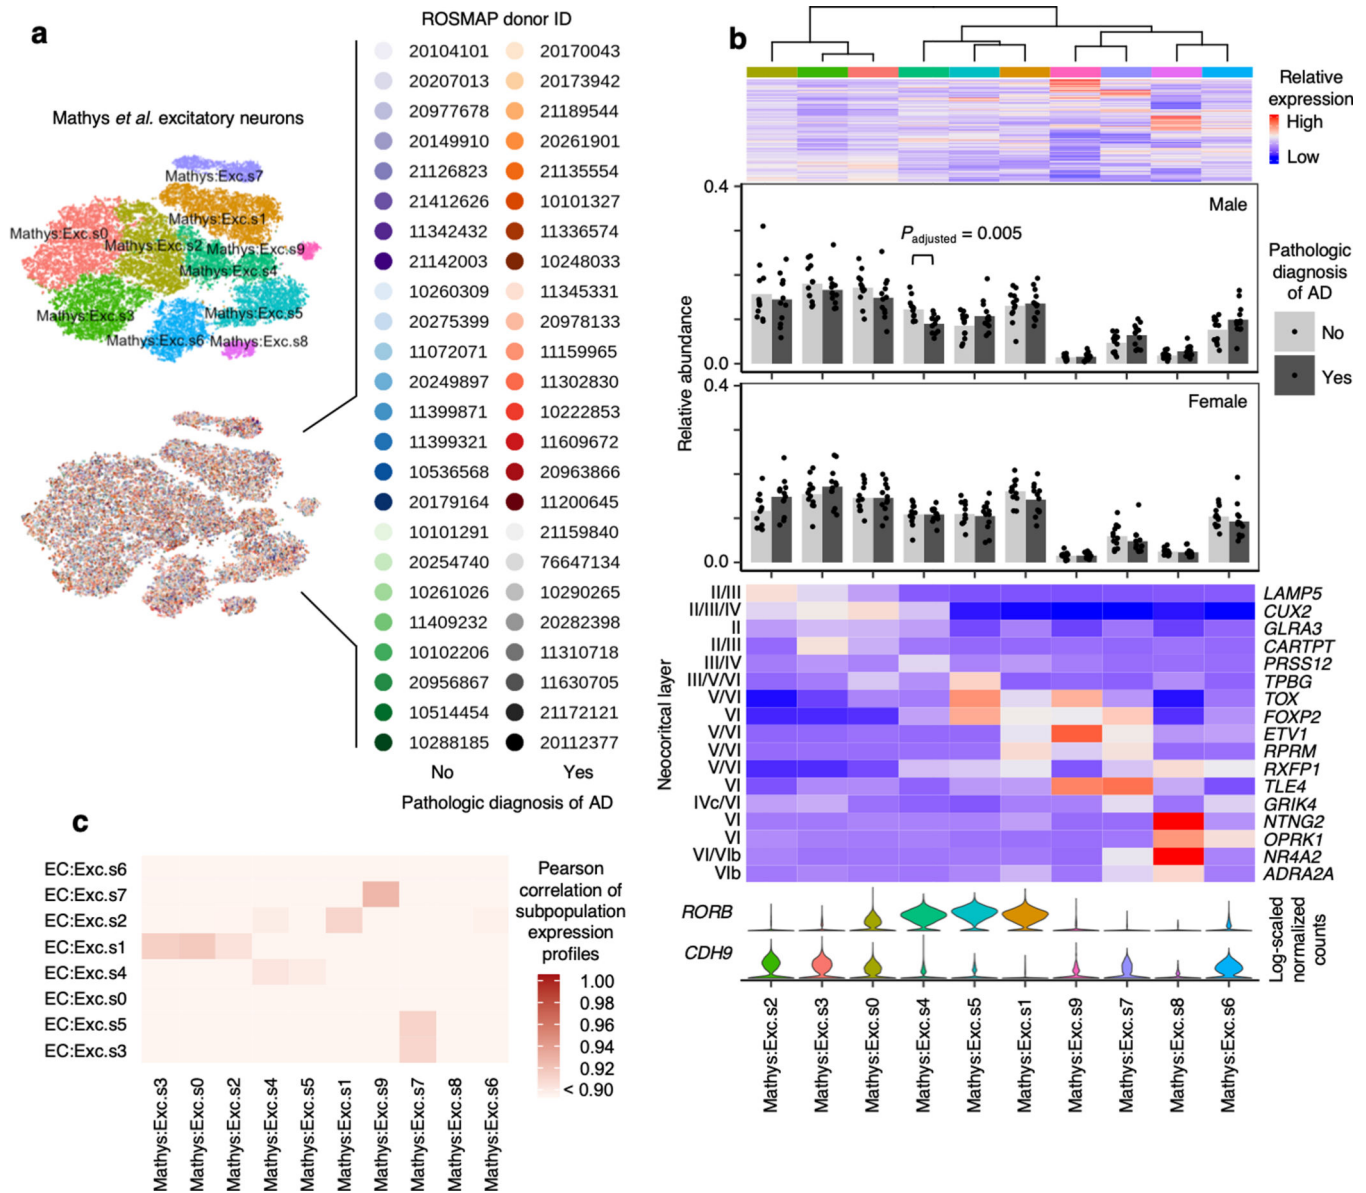 a
Mathys et al. excitatory neurons
Mathys:Exc.s7
Mathys:Exc.s1
Mathys:Exc.s0
Mathys:Exc.s2
Mathys:Exc.s9
Mathys:Exc.s4
Mathys:Exc.s3
Mathys:Exc.s5
Mathys:Exc.s6
Mathys:Exc.s8
ROSMAP donor ID
20104101 20170043
20207013 20173942
20977678 21189544
20149910 20261901
21126823 21135554
21412626 10101327
11342432 11336574
21142003 10248033
10260309 11345331
20275399 20978133
11072071 11159965
20249897 11302830
11399871 10222853
11399321 11609672
10536568 20963866
20179164 11200645
10101291 21159840
20254740 76647134
10261026 10290265
11409232 20282398
10102206 11310718
20956867 11630705
10514454 21172121
10288185 20112377
No Yes
Pathologic diagnosis of AD
b
Relative
expression
High
Low
Relative abundance
0.4
0.0
Male
Padjusted = 0.005
0.4
0.0
Female
Pathologic
diagnosis
of AD
No
Yes
Neocoritcal layer
II/III LAMP5
II/III/IV CUX2
II GLRA3
II/III CARTPT
III/IV PRSS12
III/V/VI TPBG
V/VI TOX
VI FOXP2
V/VI ETV1
V/VI RPRM
V/VI RXFP1
VI TLE4
IVc/VI GRIK4
VI NTNG2
VI OPRK1
VI/VIb NR4A2
VIb ADRA2A
RORB
CDH9
Log-scaled
normalized
counts
Mathys:Exc.s2
Mathys:Exc.s3
Mathys:Exc.s0
Mathys:Exc.s4
Mathys:Exc.s5
Mathys:Exc.s1
Mathys:Exc.s9
Mathys:Exc.s7
Mathys:Exc.s8
Mathys:Exc.s6
c
EC:Exc.s6
EC:Exc.s7
EC:Exc.s2
EC:Exc.s1
EC:Exc.s4
EC:Exc.s0
EC:Exc.s5
EC:Exc.s3
Mathys:Exc.s3
Mathys:Exc.s0
Mathys:Exc.s2
Mathys:Exc.s4
Mathys:Exc.s5
Mathys:Exc.s1
Mathys:Exc.s9
Mathys:Exc.s7
Mathys:Exc.s8
Mathys:Exc.s6
Pearson
correlation of
subpopulation
expression
profiles
1.00
0.98
0.96
0.94
0.92
< 0.90